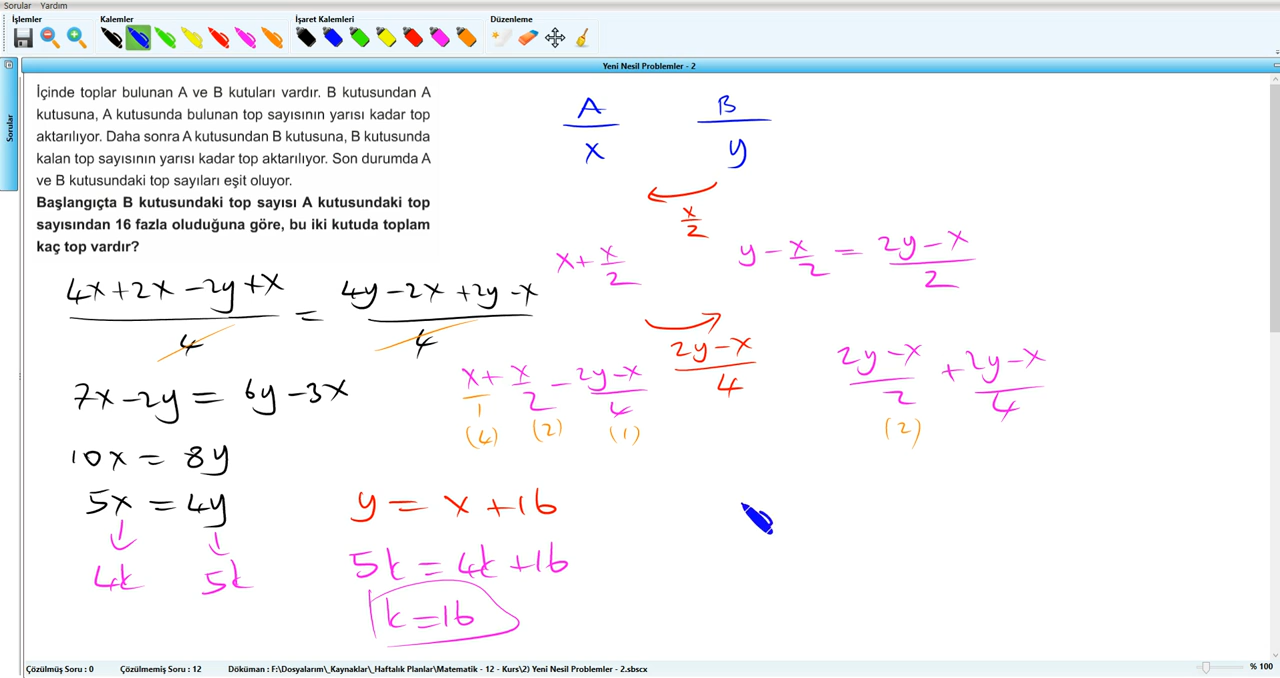 Sorular Yardım
İşlemler Kalemler İşaret Kalemleri Düzenleme
Yeni Nesil Problemler - 2
Sorular
İçinde toplar bulunan A ve B kutuları vardır. B kutusundan A
kutusuna, A kutusunda bulunan top sayısının yarısı kadar top
aktarılıyor. Daha sonra A kutusundan B kutusuna, B kutusunda
kalan top sayısının yarısı kadar top aktarılıyor. Son durumda A
ve B kutusundaki top sayıları eşit oluyor.
Başlangıçta B kutusundaki top sayısı A kutusundaki top
sayısından 16 fazla oluduğuna göre, bu iki kutuda toplam
kaç top vardır?
A B
x y
x/2
x + x/2 y - x/2 = (2y - x)/2
(4x + 2x - 2y + x)/4 = (4y - 2x + 2y - x)/4
(2y - x)/4
x/1 + x/2 - (2y - x)/4 (2y - x)/2 + (2y - x)/4
(4) (2) (1) (2)
7x - 2y = 6y - 3x
10x = 8y
5x = 4y
4k 5k
y = x + 16
5k = 4k + 16
k = 16
Çözülmüş Soru : 0 Çözülmemiş Soru : 12 Döküman : F:\Dosyalarım\_Kaynaklar\_Haftalık Planlar\Matematik - 12 - Kurs\2) Yeni Nesil Problemler - 2.sbscx % 100